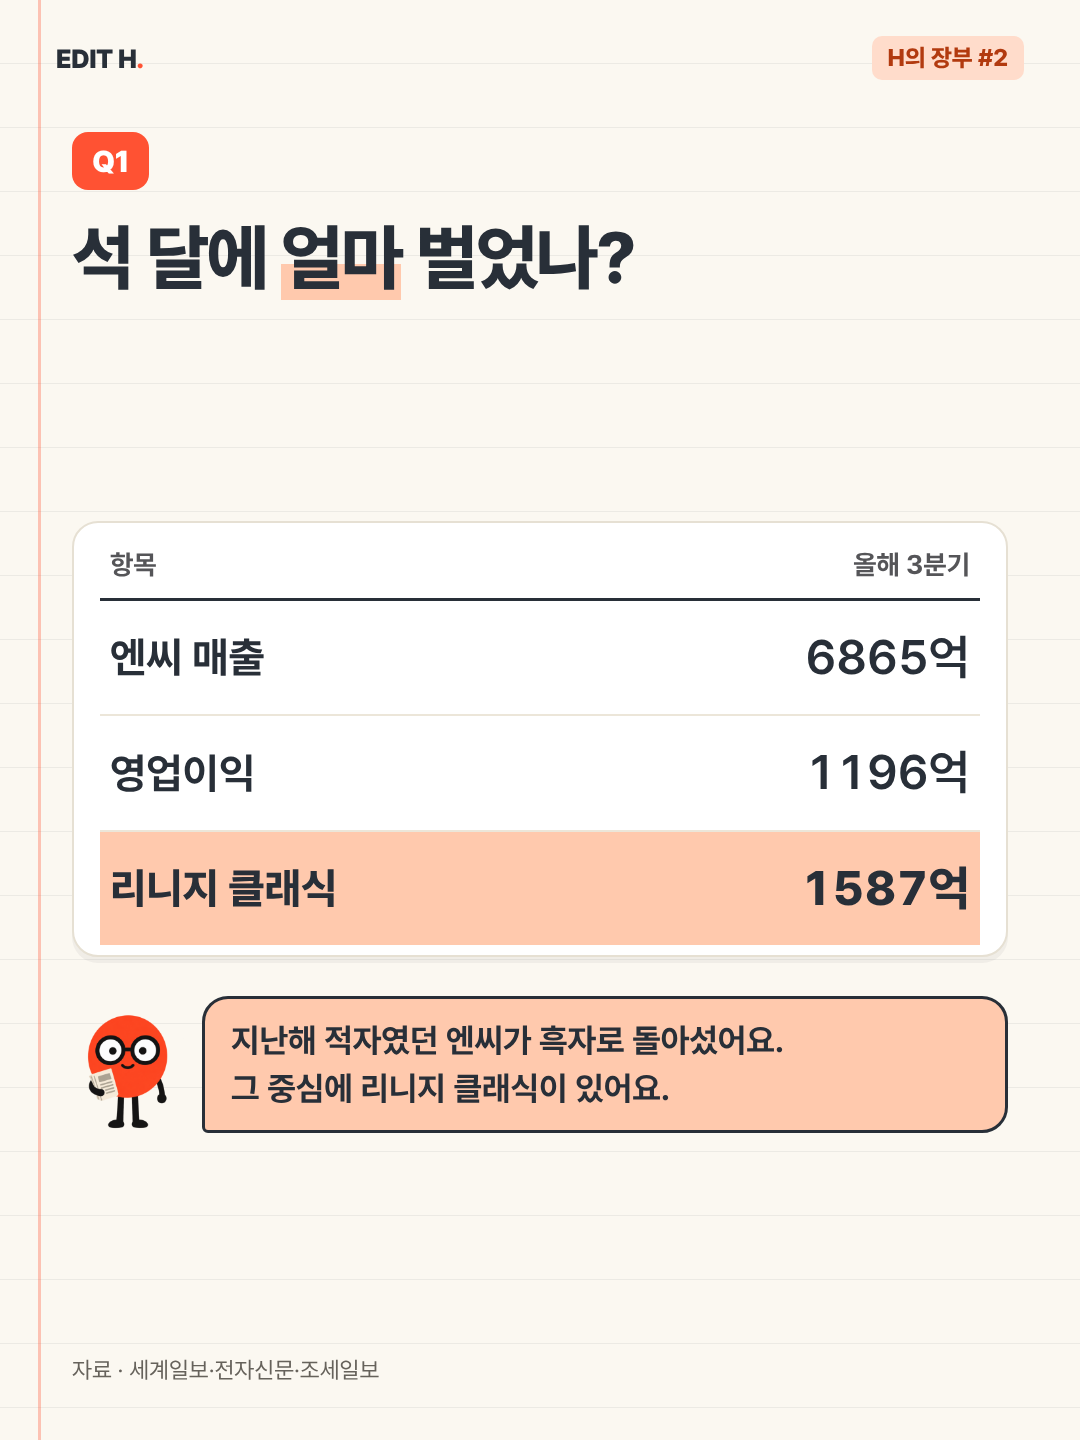 EDIT H.
H의 장부 #2
Q1
석 달에 얼마 벌었나?
항목 올해 3분기
엔씨 매출 6865억
영업이익 1196억
리니지 클래식 1587억
지난해 적자였던 엔씨가 흑자로 돌아섰어요.
그 중심에 리니지 클래식이 있어요.
자료 · 세계일보·전자신문·조세일보